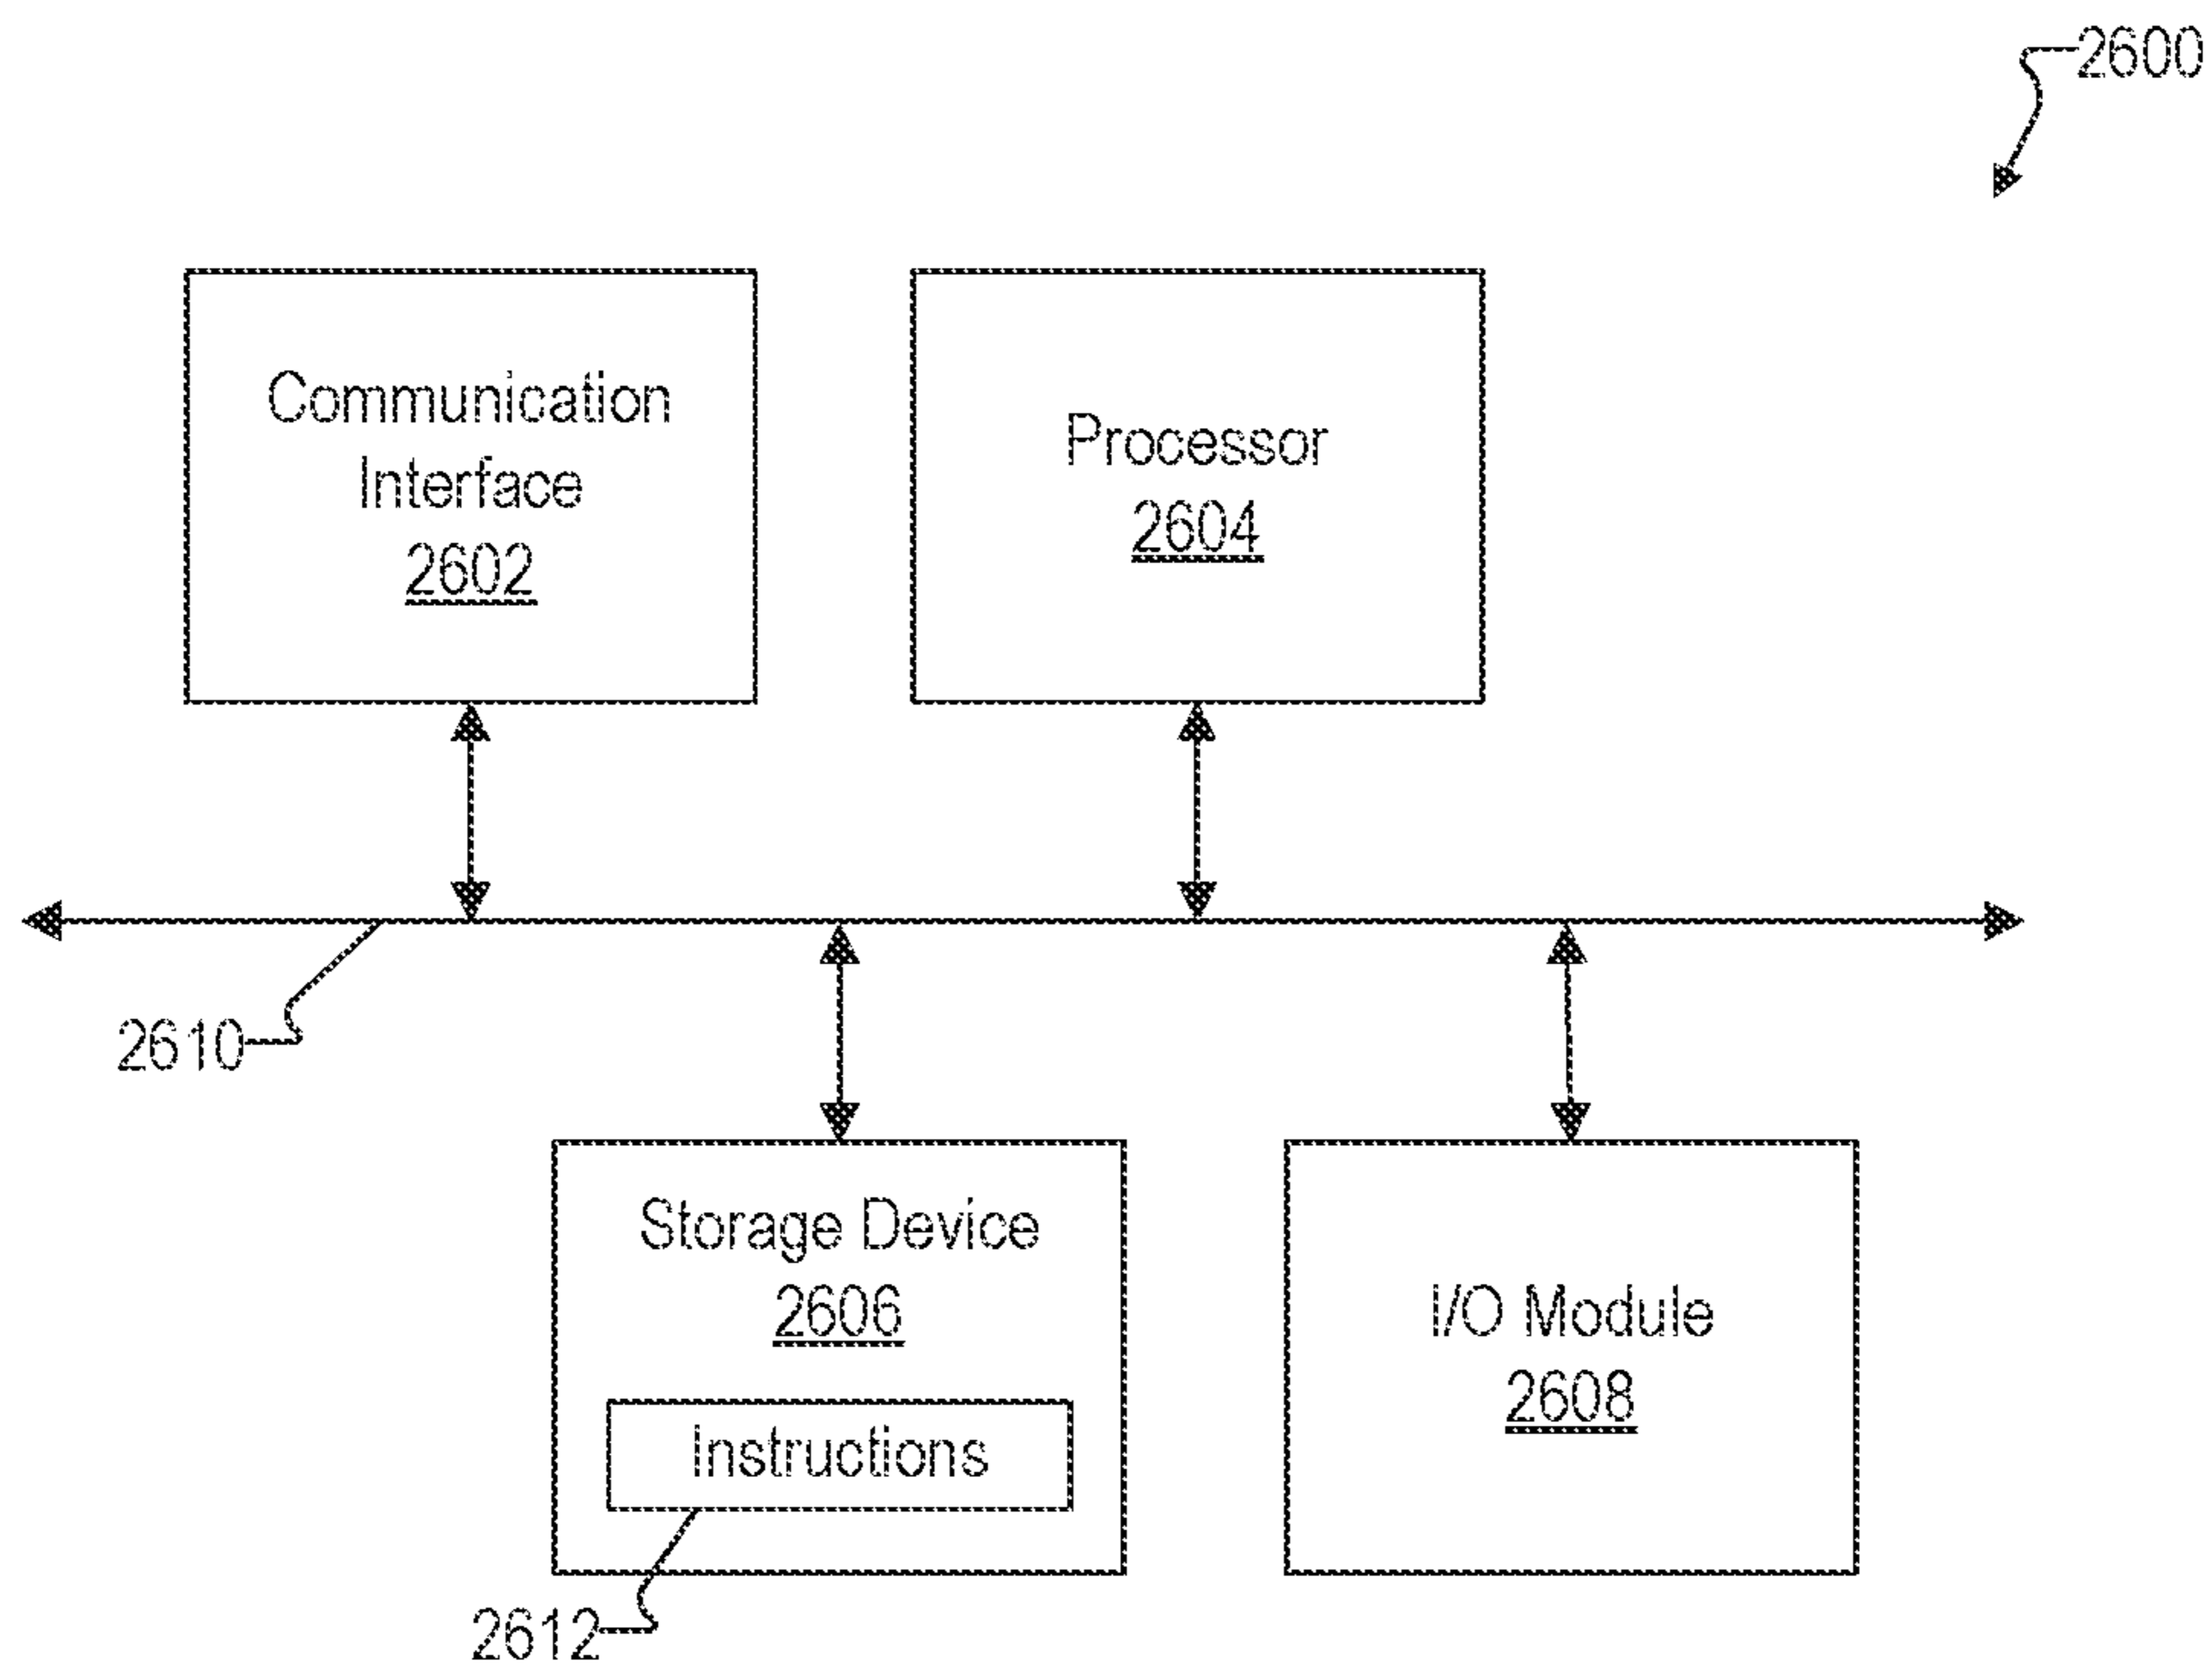 2600
Communication
Interface
2602
Processor
2604
2610
Storage Device
2606
Instructions
2612
I/O Module
2608